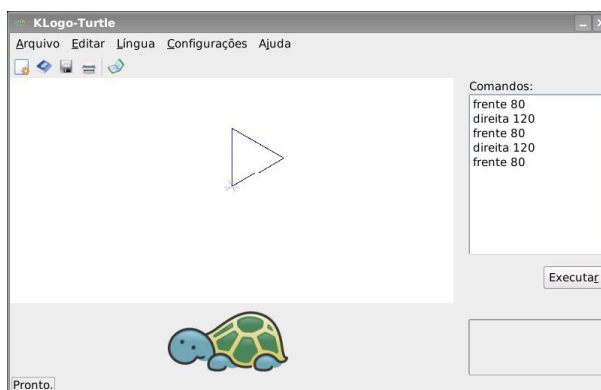 KLogo-Turtle
Arquivo Editar Língua Configurações Ajuda
Comandos:
frente 80
direita 120
frente 80
direita 120
frente 80
Executar
Pronto.